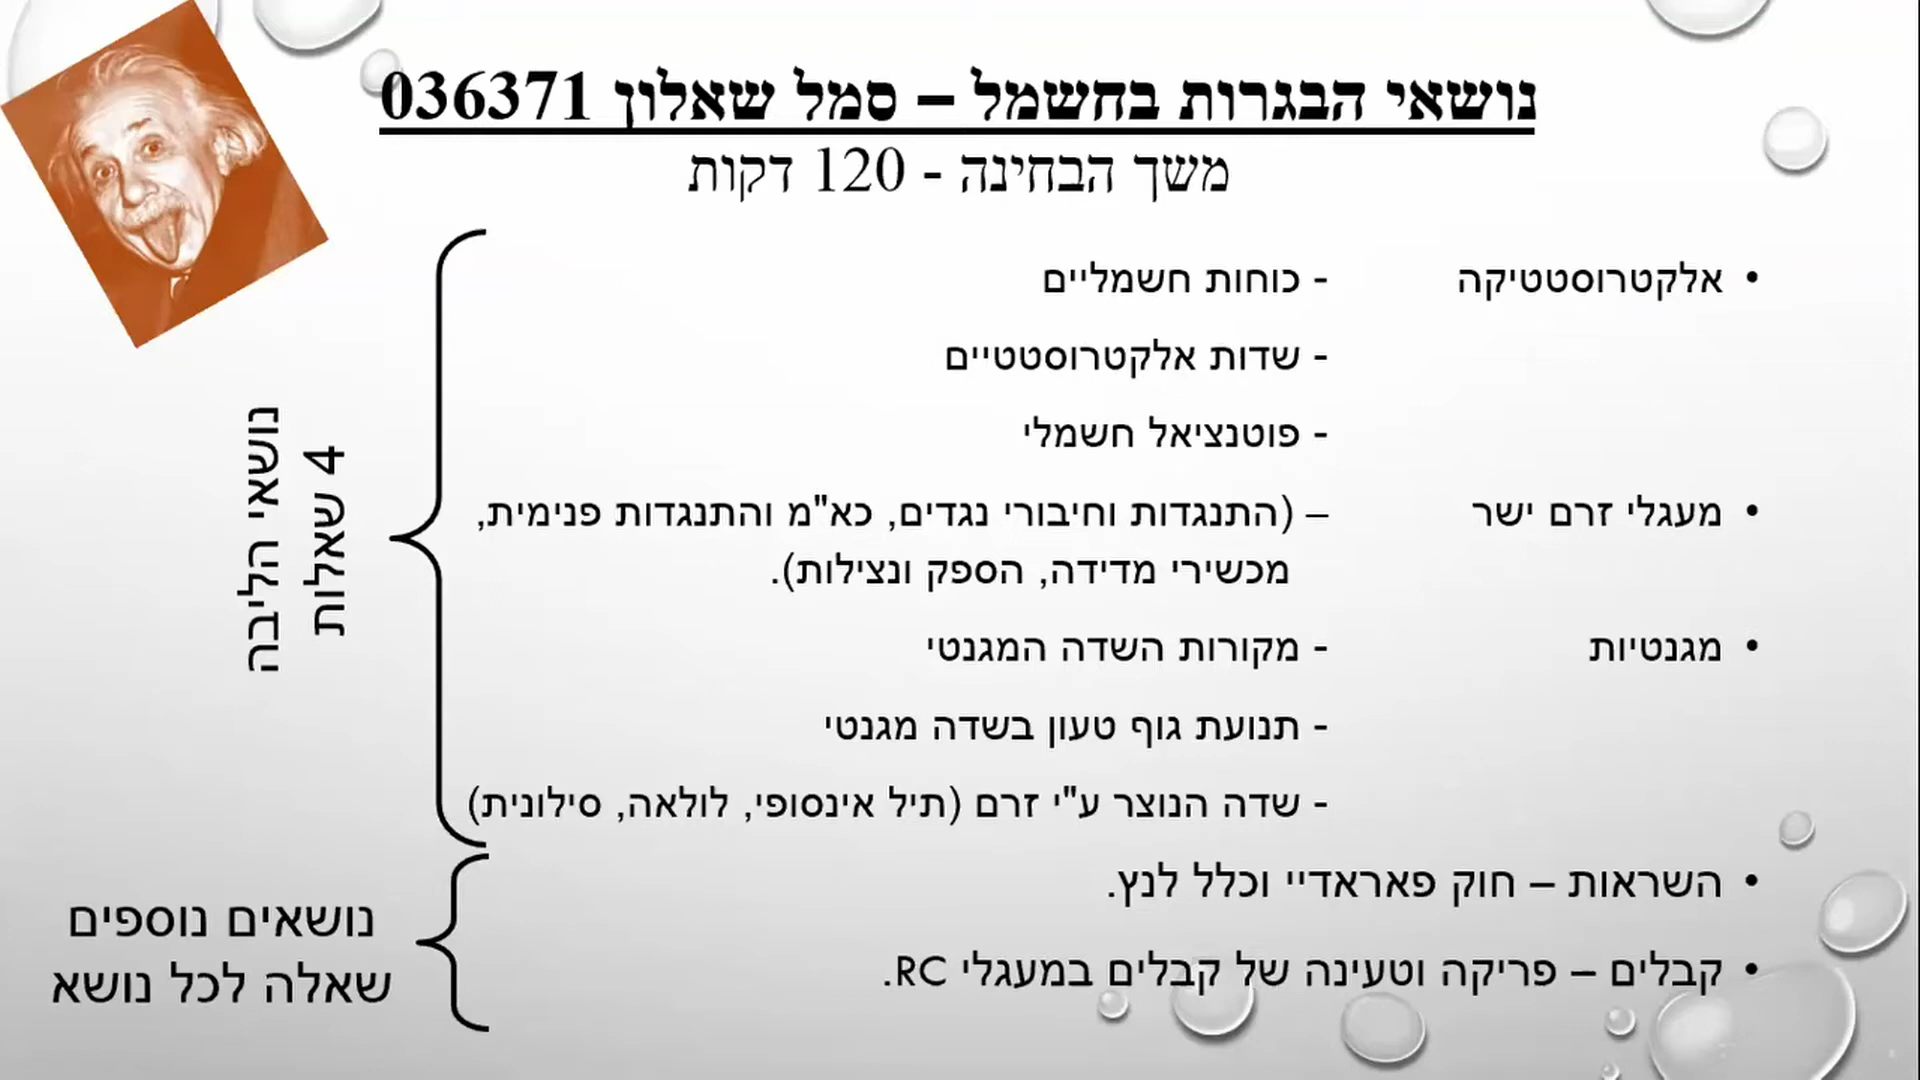 נושאי הבגרות בחשמל – סמל שאלון 036371
משך הבחינה - 120 דקות
• אלקטרוסטטיקה - כוחות חשמליים
- שדות אלקטרוסטטיים
- פוטנציאל חשמלי
• מעגלי זרם ישר – (התנגדות וחיבורי נגדים, כא"מ והתנגדות פנימית,
מכשירי מדידה, הספק ונצילות).
• מגנטיות - מקורות השדה המגנטי
- תנועת גוף טעון בשדה מגנטי
- שדה הנוצר ע"י זרם (תיל אינסופי, לולאה, סילונית)
נושאי הליבה
4 שאלות
• השראות – חוק פאראדיי וכלל לנץ.
• קבלים – פריקה וטעינה של קבלים במעגלי RC.
נושאים נוספים
שאלה לכל נושא